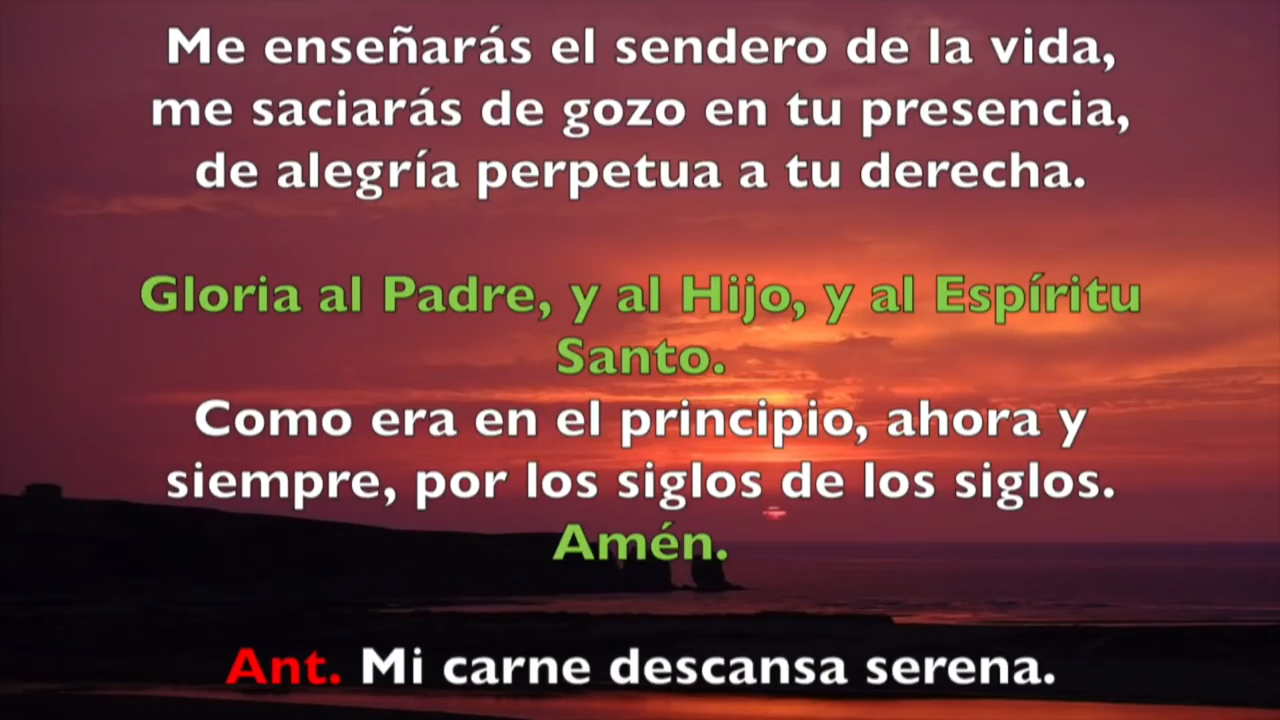 Me enseñarás el sendero de la vida,
me saciarás de gozo en tu presencia,
de alegría perpetua a tu derecha.
Gloria al Padre, y al Hijo, y al Espíritu
Santo.
Como era en el principio, ahora y
siempre, por los siglos de los siglos.
Amén.
Ant. Mi carne descansa serena.